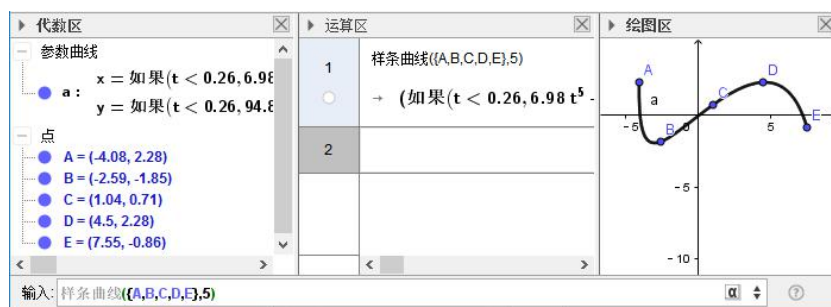 代数区
参数曲线
a : x = 如果(t < 0.26, 6.98
y = 如果(t < 0.26, 94.8
点
A = (-4.08, 2.28)
B = (-2.59, -1.85)
C = (1.04, 0.71)
D = (4.5, 2.28)
E = (7.55, -0.86)
运算区
1
样条曲线({A,B,C,D,E},5)
→ (如果(t < 0.26, 6.98 t⁵ -
2
绘图区
A
D
a
C
B
E
-5
0
5
-5
-10
输入: 样条曲线({A,B,C,D,E},5)
α
?